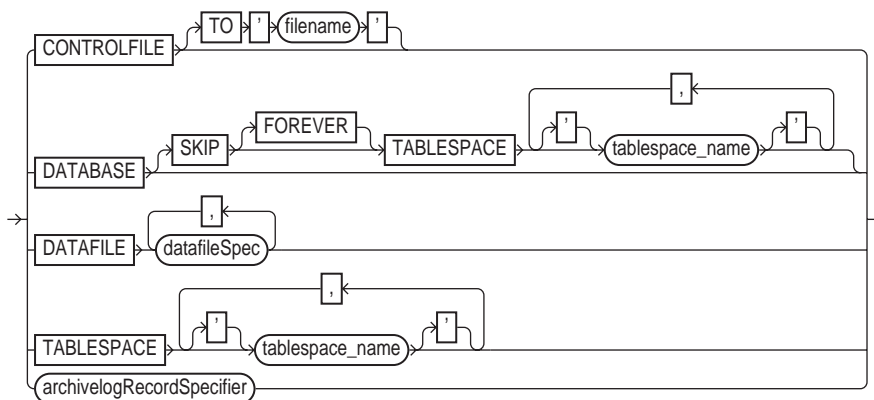 TO ' filename '
CONTROLFILE
,
FOREVER ' '
SKIP TABLESPACE tablespace_name
DATABASE
,
DATAFILE datafileSpec
,
' '
TABLESPACE tablespace_name
archivelogRecordSpecifier